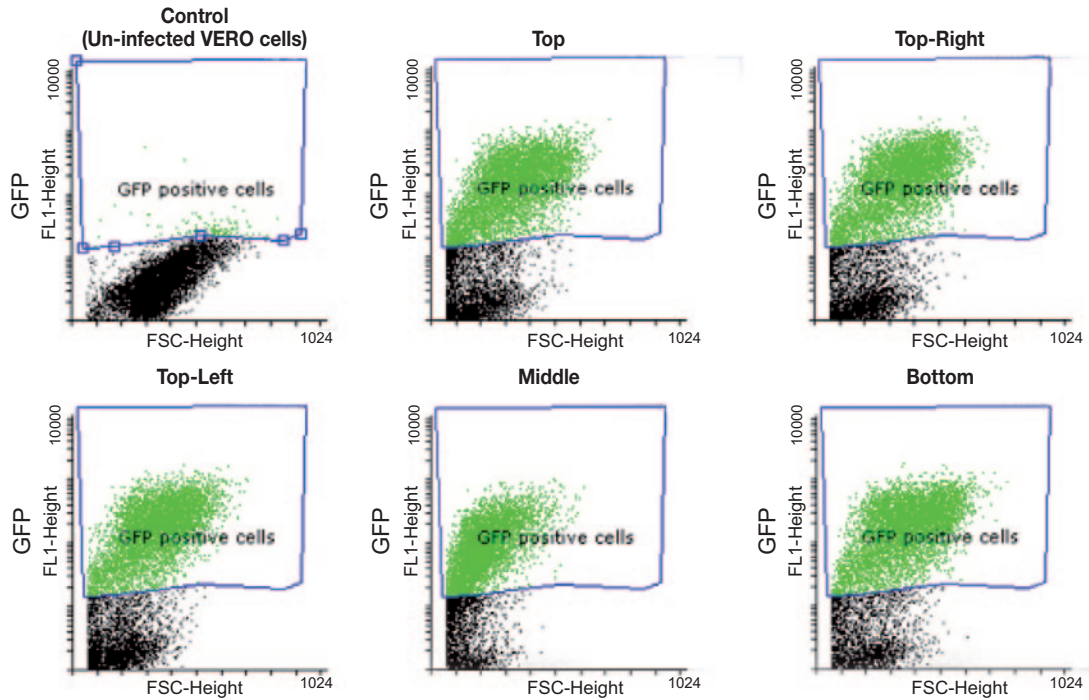 Control
(Un-infected VERO cells)
10000
GFP
FL1-Height
GFP positive cells
FSC-Height
1024
Top
10000
GFP
FL1-Height
GFP positive cells
FSC-Height
1024
Top-Right
10000
GFP
FL1-Height
GFP positive cells
FSC-Height
1024
Top-Left
10000
GFP
FL1-Height
GFP positive cells
FSC-Height
1024
Middle
10000
GFP
FL1-Height
GFP positive cells
FSC-Height
1024
Bottom
10000
GFP
FL1-Height
GFP positive cells
FSC-Height
1024